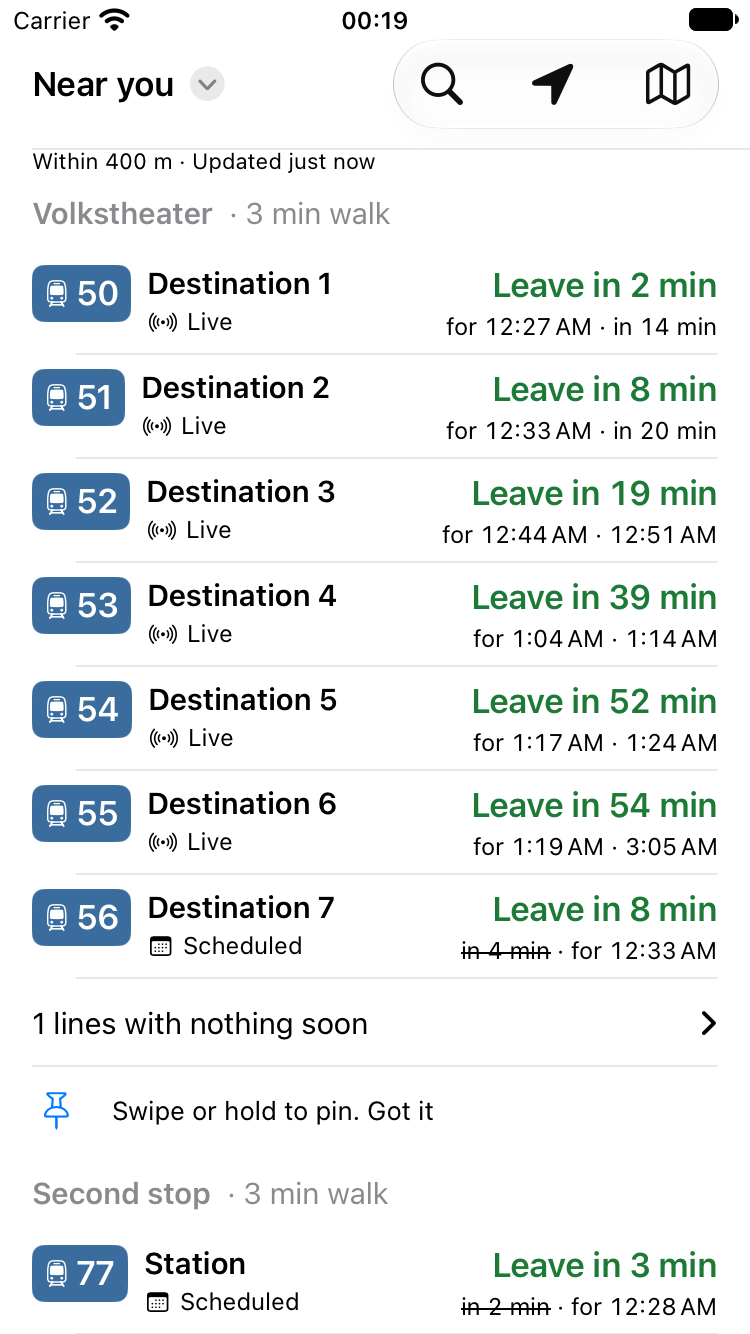 Carrier 00:19
Near you
Within 400 m · Updated just now
Volkstheater · 3 min walk
50 Destination 1 Leave in 2 min
Live for 12:27 AM · in 14 min
51 Destination 2 Leave in 8 min
Live for 12:33 AM · in 20 min
52 Destination 3 Leave in 19 min
Live for 12:44 AM · 12:51 AM
53 Destination 4 Leave in 39 min
Live for 1:04 AM · 1:14 AM
54 Destination 5 Leave in 52 min
Live for 1:17 AM · 1:24 AM
55 Destination 6 Leave in 54 min
Live for 1:19 AM · 3:05 AM
56 Destination 7 Leave in 8 min
Scheduled in 4 min · for 12:33 AM
1 lines with nothing soon
Swipe or hold to pin. Got it
Second stop · 3 min walk
77 Station Leave in 3 min
Scheduled in 2 min · for 12:28 AM